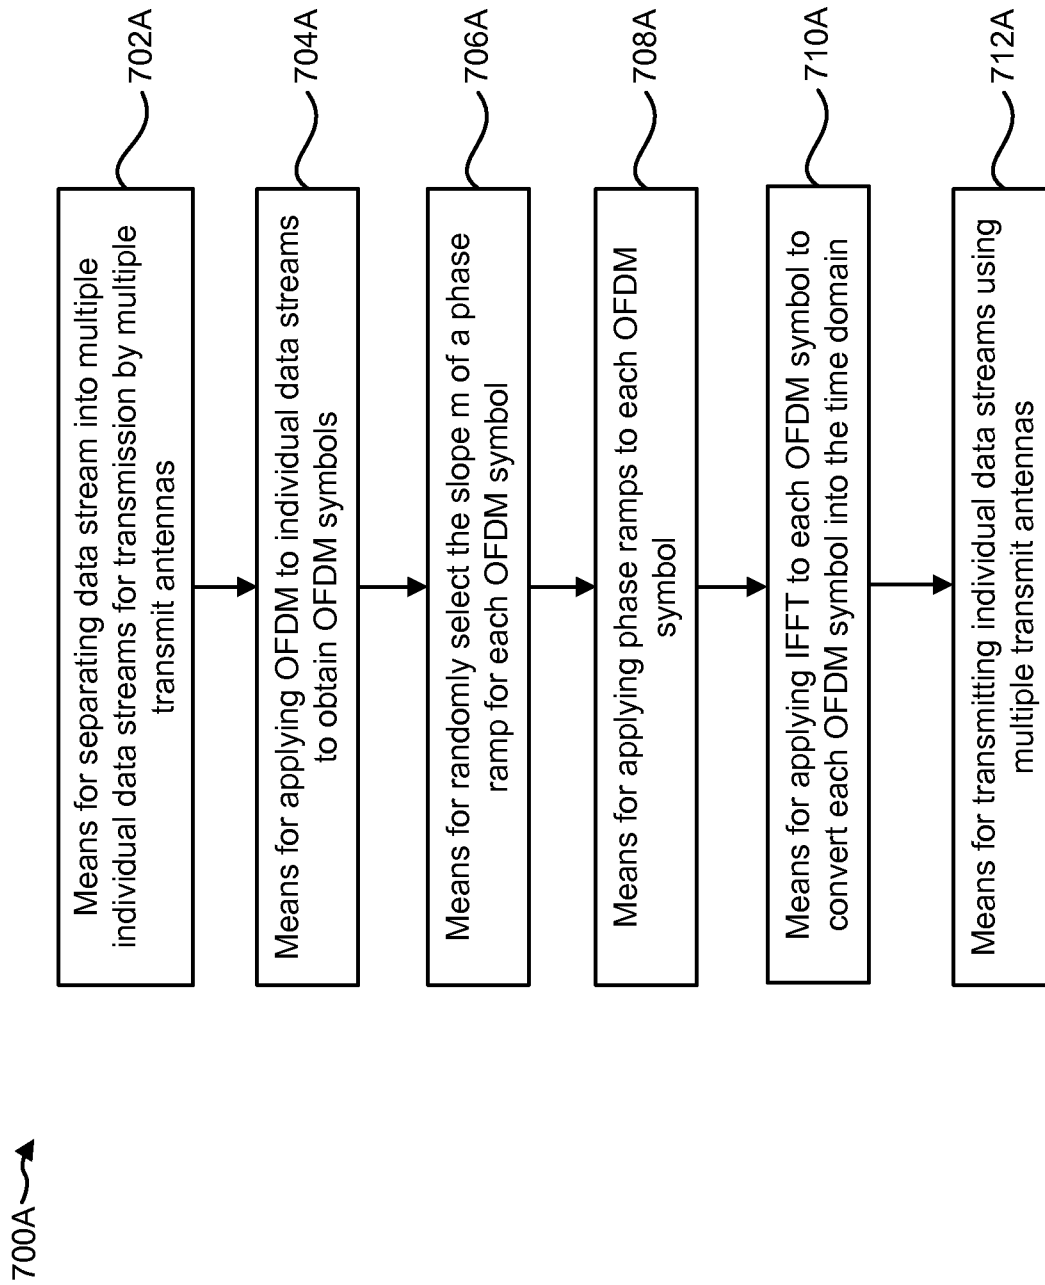 700A
Means for separating data stream into multiple
individual data streams for transmission by multiple
transmit antennas
702A
Means for applying OFDM to individual data streams
to obtain OFDM symbols
704A
Means for randomly select the slope m of a phase
ramp for each OFDM symbol
706A
Means for applying phase ramps to each OFDM
symbol
708A
Means for applying IFFT to each OFDM symbol to
convert each OFDM symbol into the time domain
710A
Means for transmitting individual data streams using
multiple transmit antennas
712A